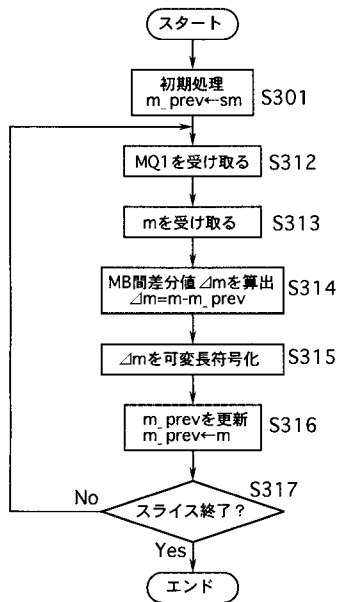 スタート
初期処理
m_prev←sm
S301
MQ1を受け取る
S312
mを受け取る
S313
MB間差分値⊿mを算出
⊿m=m-m_prev
S314
⊿mを可変長符号化
S315
m_prevを更新
m_prev←m
S316
S317
スライス終了？
No
Yes
エンド